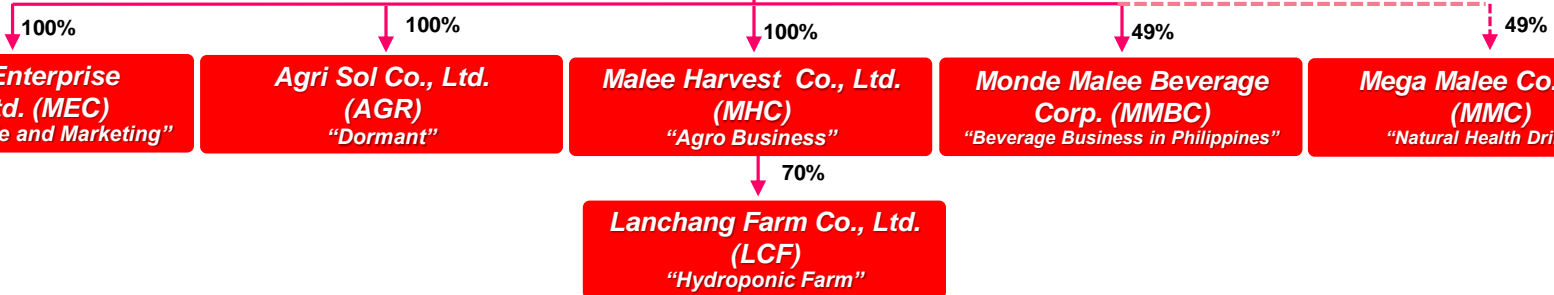 100%
100%
100%
49%
49%
Enterprise
td. (MEC)
e and Marketing”
Agri Sol Co., Ltd.
(AGR)
“Dormant”
Malee Harvest Co., Ltd.
(MHC)
“Agro Business”
Monde Malee Beverage
Corp. (MMBC)
“Beverage Business in Philippines”
Mega Malee Co.
(MMC)
“Natural Health Dri
70%
Lanchang Farm Co., Ltd.
(LCF)
“Hydroponic Farm”